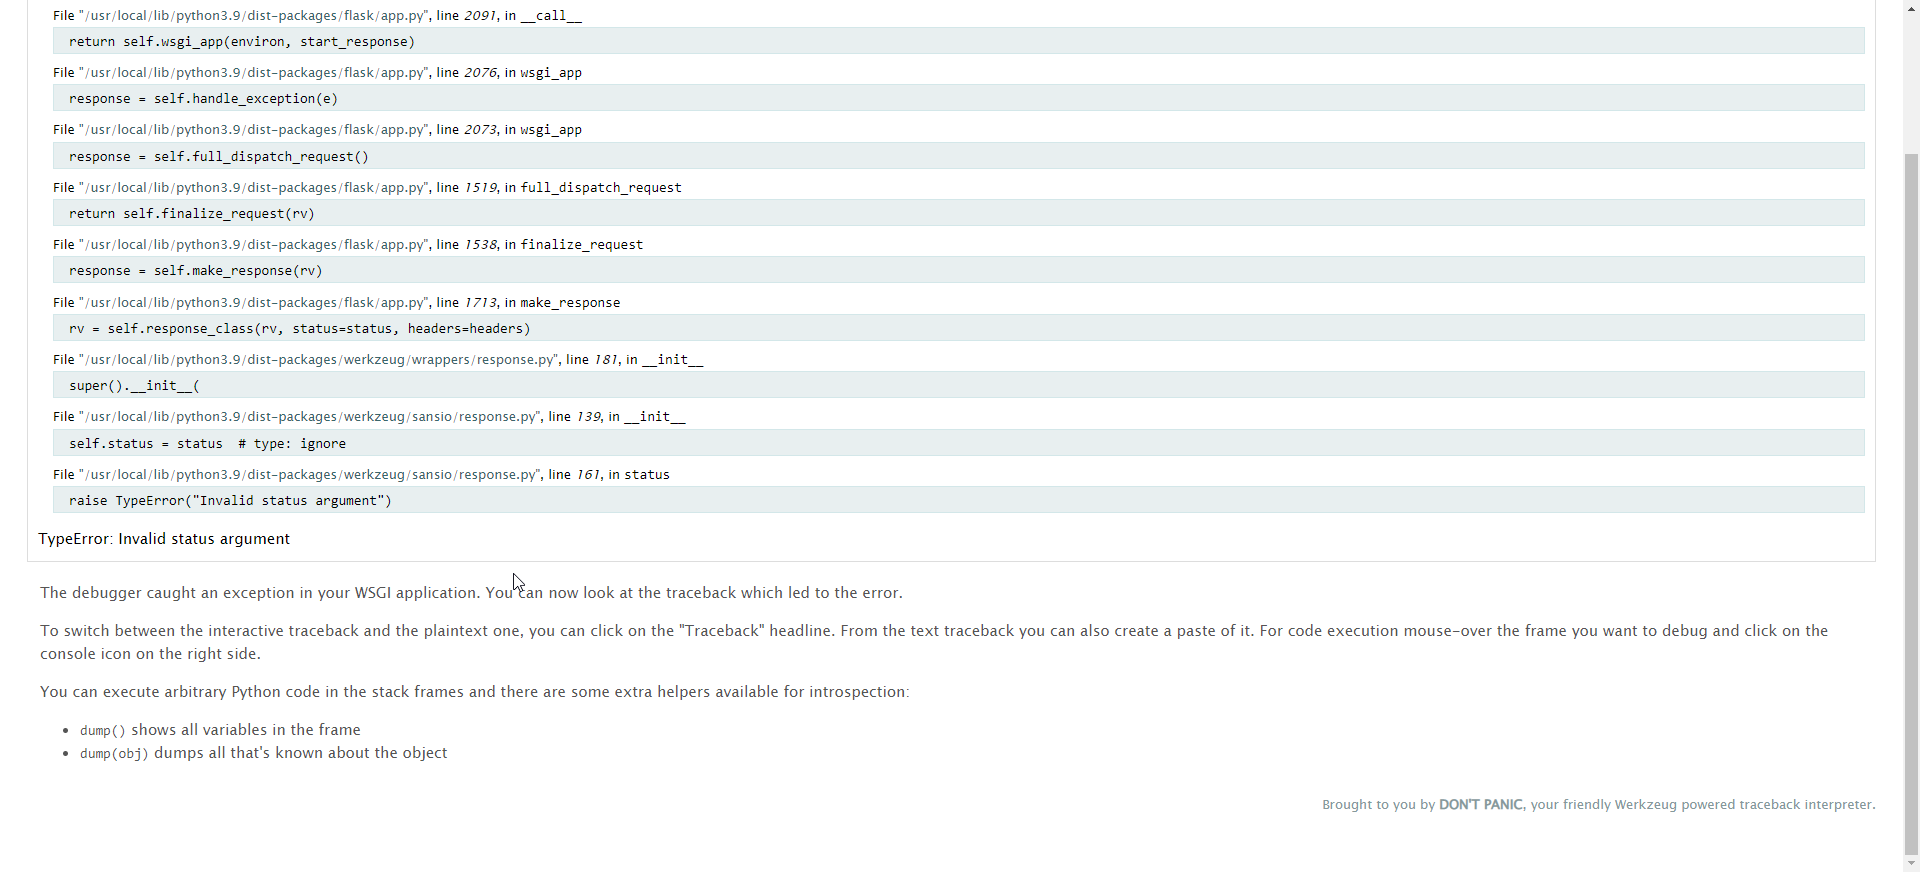 File "/usr/local/lib/python3.9/dist-packages/flask/app.py", line 2091, in __call__
return self.wsgi_app(environ, start_response)
File "/usr/local/lib/python3.9/dist-packages/flask/app.py", line 2076, in wsgi_app
response = self.handle_exception(e)
File "/usr/local/lib/python3.9/dist-packages/flask/app.py", line 2073, in wsgi_app
response = self.full_dispatch_request()
File "/usr/local/lib/python3.9/dist-packages/flask/app.py", line 1519, in full_dispatch_request
return self.finalize_request(rv)
File "/usr/local/lib/python3.9/dist-packages/flask/app.py", line 1538, in finalize_request
response = self.make_response(rv)
File "/usr/local/lib/python3.9/dist-packages/flask/app.py", line 1713, in make_response
rv = self.response_class(rv, status=status, headers=headers)
File "/usr/local/lib/python3.9/dist-packages/werkzeug/wrappers/response.py", line 181, in __init__
super().__init__(
File "/usr/local/lib/python3.9/dist-packages/werkzeug/sansio/response.py", line 139, in __init__
self.status = status  # type: ignore
File "/usr/local/lib/python3.9/dist-packages/werkzeug/sansio/response.py", line 161, in status
raise TypeError("Invalid status argument")
TypeError: Invalid status argument
The debugger caught an exception in your WSGI application. You can now look at the traceback which led to the error.
To switch between the interactive traceback and the plaintext one, you can click on the "Traceback" headline. From the text traceback you can also create a paste of it. For code execution mouse-over the frame you want to debug and click on the
console icon on the right side.
You can execute arbitrary Python code in the stack frames and there are some extra helpers available for introspection:
• dump() shows all variables in the frame
• dump(obj) dumps all that's known about the object
Brought to you by DON'T PANIC, your friendly Werkzeug powered traceback interpreter.